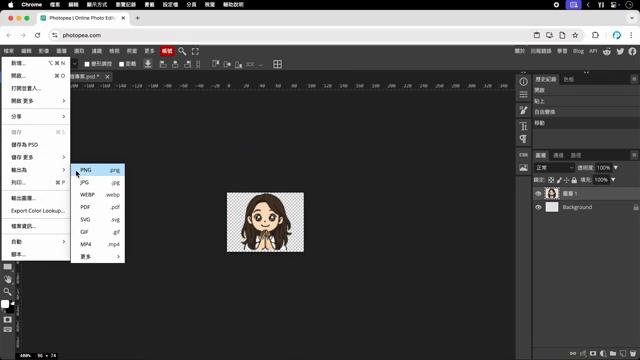 Chrome 檔案 編輯 顯示方式 瀏覽記錄 書籤 設定檔 分頁 視窗 輔助說明
Photopea | Online Photo Edit
photopea.com
檔案 編輯 影像 圖層 選取 濾鏡 檢視 視窗 更多 帳號
關於 回報錯誤 學習 Blog API
變形調控 距離
.psd *
新增... ⌥ ⌘ N
開啟... ⌘ O
打開並置入...
開啟 更多
分享
儲存 ⌘ S
儲存為 PSD
儲存 更多
輸出為
列印... ⌘ P
輸出圖層...
Export Color Lookup...
檔案資訊...
自動
腳本...
PNG .png
JPG .jpg
WEBP .webp
PDF .pdf
SVG .svg
GIF .gif
MP4 .mp4
更多
歷史記錄 色板
開啟
貼上
自由變換
移動
CSS
圖層 通道 路徑
正常 透明度: 100%
鎖定: 填充: 100%
圖層 1
Background
400% 96 × 74